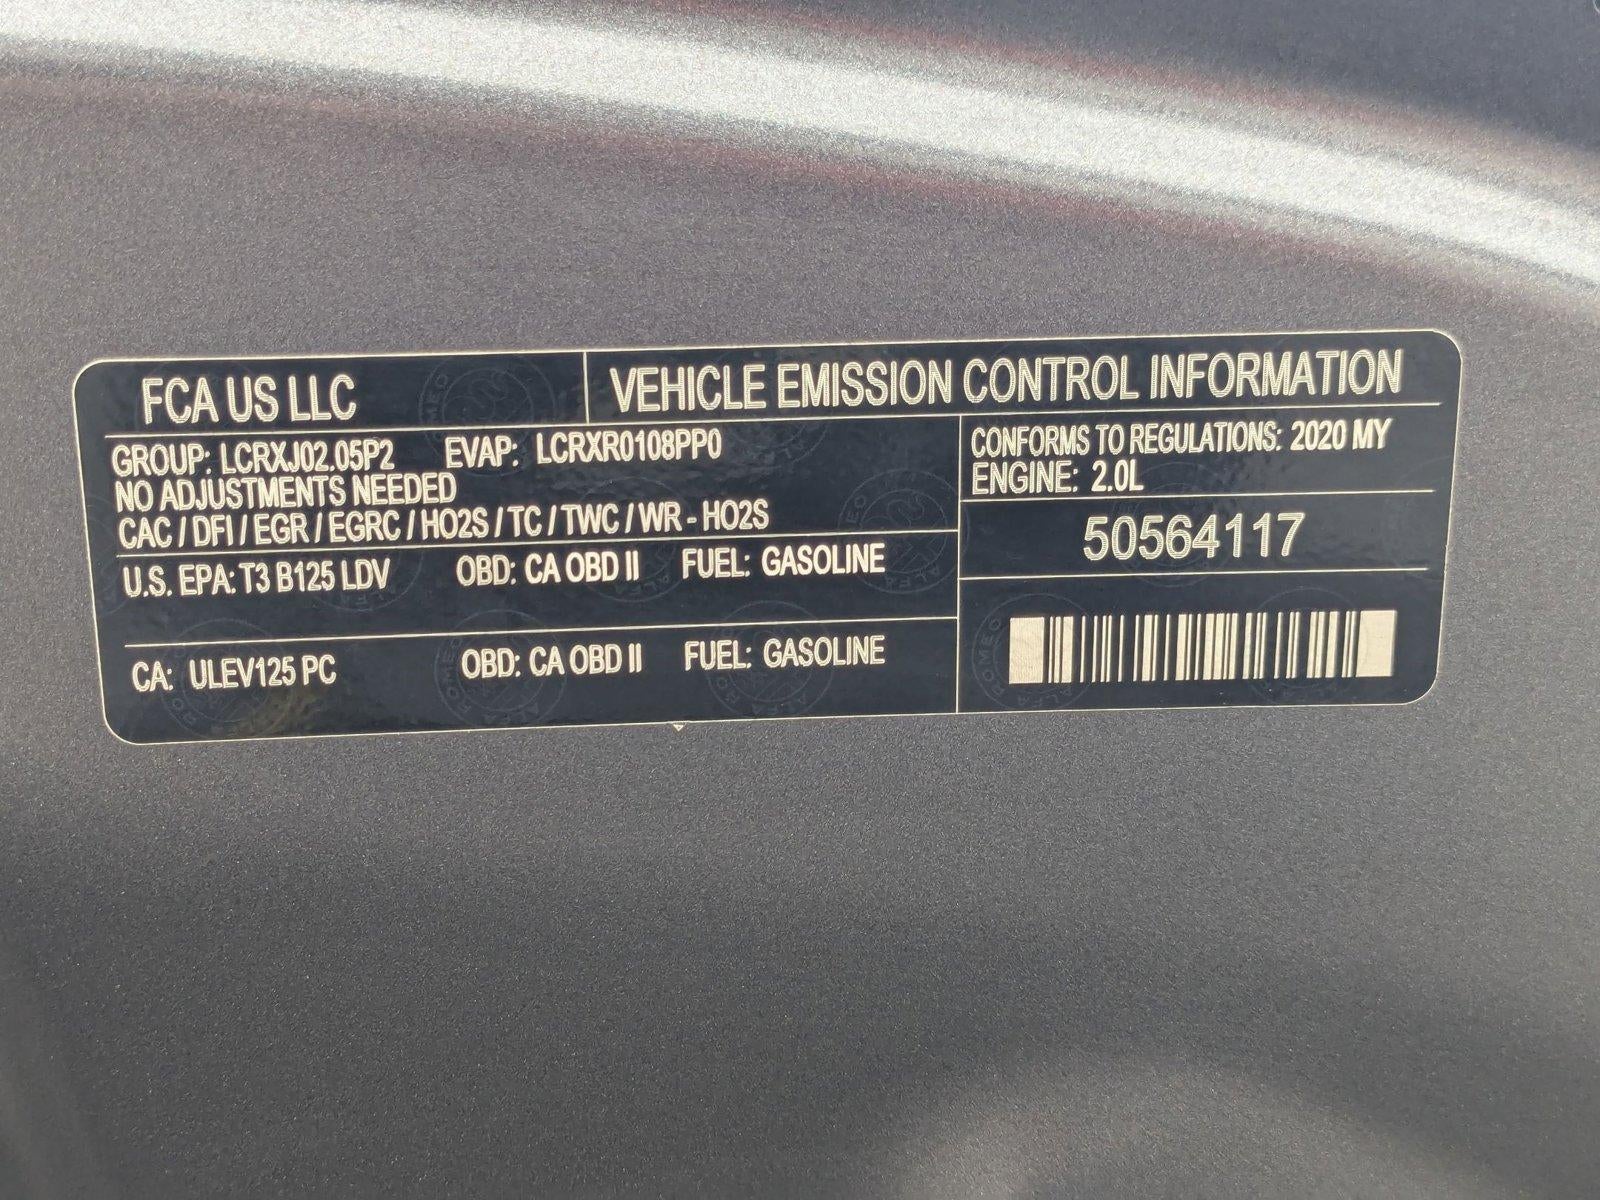 FCA US LLC
VEHICLE EMISSION CONTROL INFORMATION
GROUP: LCRXJ02.05P2 EVAP: LCRXR0108PP0
NO ADJUSTMENTS NEEDED
CAC / DFI / EGR / EGRC / HO2S / TC / TWC / WR - HO2S
U.S. EPA: T3 B125 LDV OBD: CA OBD II FUEL: GASOLINE
CA: ULEV125 PC OBD: CA OBD II FUEL: GASOLINE
CONFORMS TO REGULATIONS: 2020 MY
ENGINE: 2.0L
50564117
ALFA ROMEO